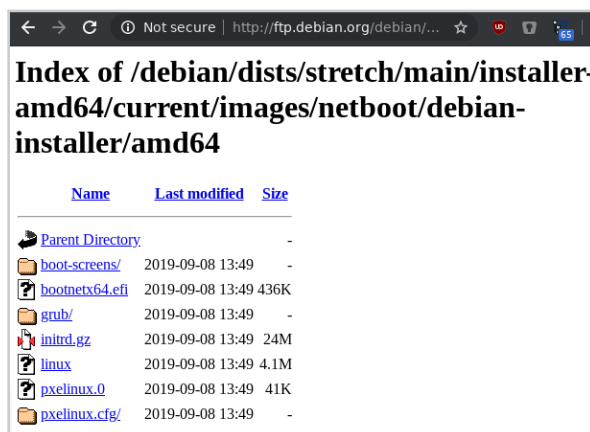 Not secure | http://ftp.debian.org/debian/...
65
Index of /debian/dists/stretch/main/installer-
amd64/current/images/netboot/debian-
installer/amd64
Name Last modified Size
Parent Directory -
boot-screens/ 2019-09-08 13:49 -
bootnetx64.efi 2019-09-08 13:49 436K
grub/ 2019-09-08 13:49 -
initrd.gz 2019-09-08 13:49 24M
linux 2019-09-08 13:49 4.1M
pxelinux.0 2019-09-08 13:49 41K
pxelinux.cfg/ 2019-09-08 13:49 -